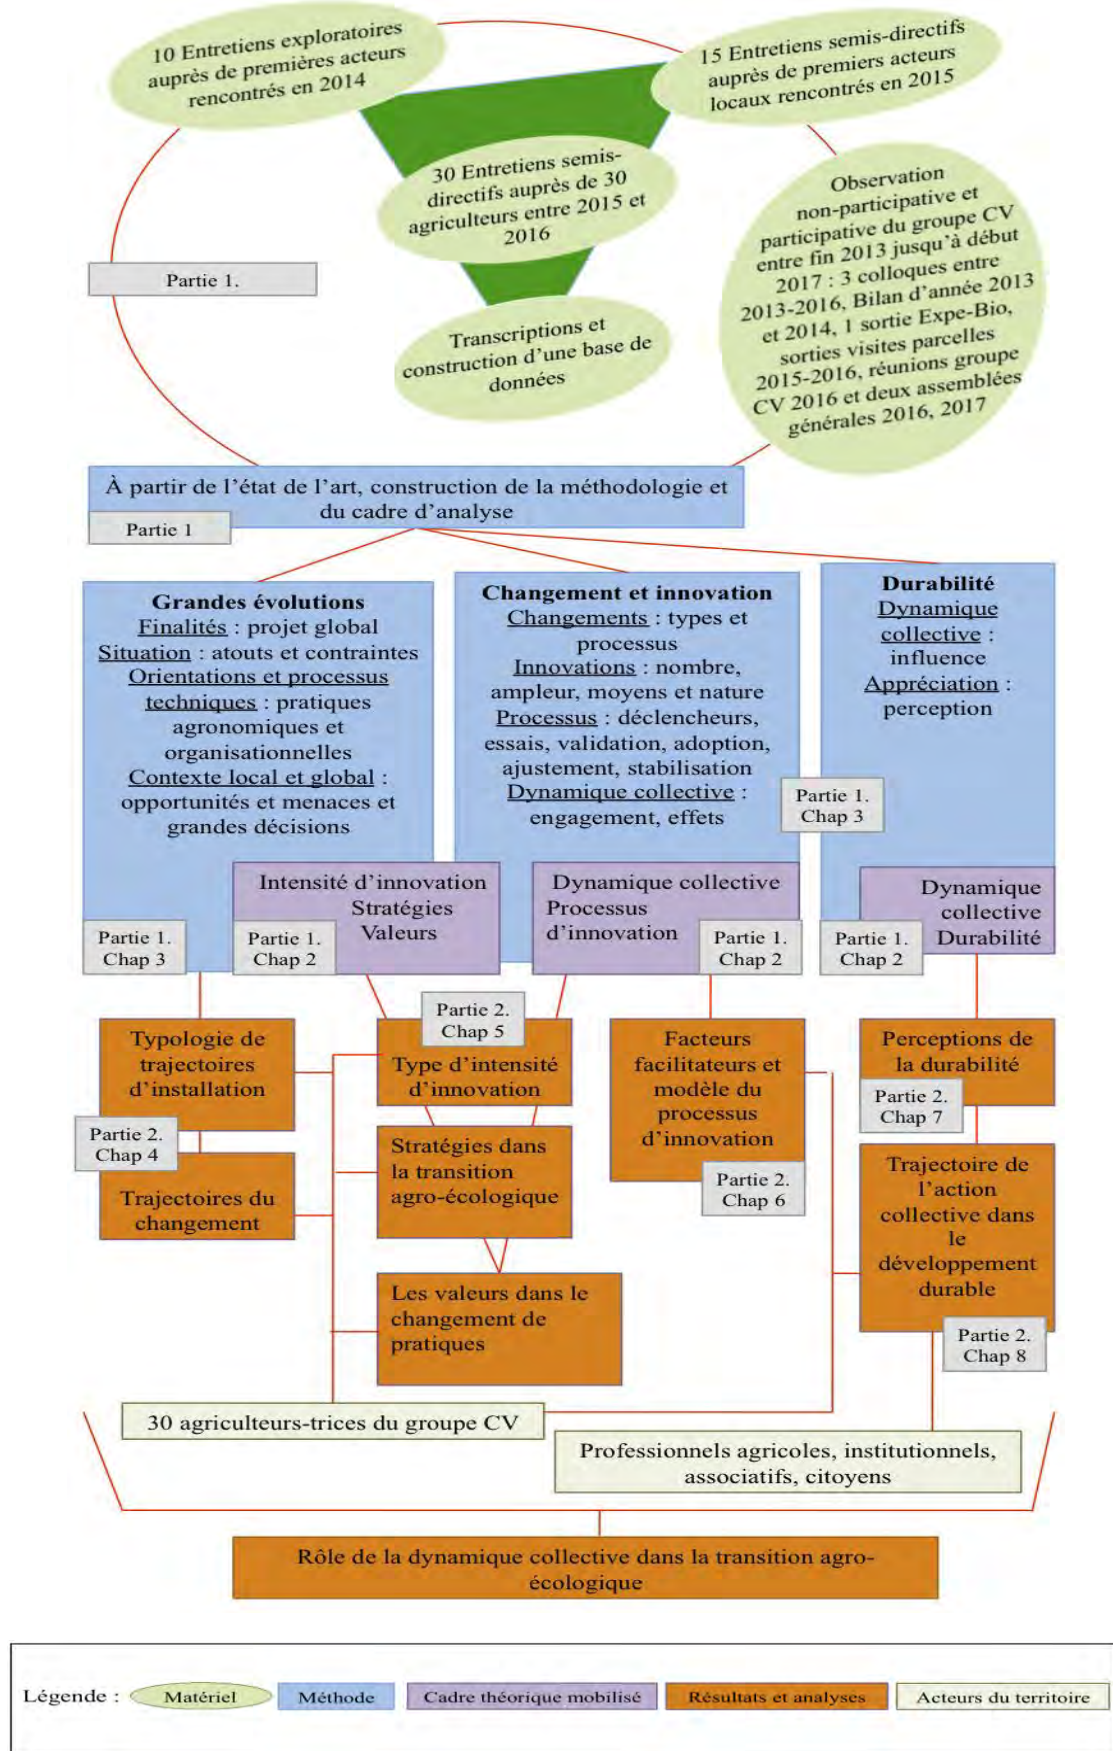 10 Entretiens exploratoires
auprès de premières acteurs
rencontrés en 2014
15 Entretiens semis-directifs
auprès de premiers acteurs
locaux rencontrés en 2015
30 Entretiens semis-
directifs auprès de 30
agriculteurs entre 2015 et
2016
Observation
non-participative et
participative du groupe CV
entre fin 2013 jusqu'à début
2017 : 3 colloques entre
2013-2016, Bilan d'année 2013
et 2014, 1 sortie Expe-Bio,
sorties visites parcelles
2015-2016, réunions groupe
CV 2016 et deux assemblées
générales 2016, 2017
Partie 1.
Transcriptions et
construction d'une base de
données
À partir de l'état de l'art, construction de la méthodologie et
du cadre d'analyse
Partie 1
Grandes évolutions
Finalités : projet global
Situation : atouts et contraintes
Orientations et processus
techniques : pratiques
agronomiques et
organisationnelles
Contexte local et global :
opportunités et menaces et
grandes décisions
Changement et innovation
Changements : types et
processus
Innovations : nombre,
ampleur, moyens et nature
Processus : déclencheurs,
essais, validation, adoption,
ajustement, stabilisation
Dynamique collective :
engagement, effets
Durabilité
Dynamique
collective :
influence
Appréciation :
perception
Partie 1.
Chap 3
Intensité d'innovation
Stratégies
Valeurs
Dynamique collective
Processus
d'innovation
Dynamique
collective
Durabilité
Partie 1.
Chap 3
Partie 1.
Chap 2
Partie 1.
Chap 2
Partie 1.
Chap 2
Typologie de
trajectoires
d'installation
Partie 2.
Chap 4
Trajectoires du
changement
Partie 2.
Chap 5
Type d'intensité
d'innovation
Stratégies dans
la transition
agro-écologique
Les valeurs dans le
changement de
pratiques
Facteurs
facilitateurs et
modèle du
processus
d'innovation
Partie 2.
Chap 6
Perceptions de
la durabilité
Partie 2.
Chap 7
Trajectoire de
l'action
collective dans
le
développement
durable
Partie 2.
Chap 8
30 agriculteurs-trices du groupe CV
Professionnels agricoles, institutionnels,
associatifs, citoyens
Rôle de la dynamique collective dans la transition agro-
écologique
Légende : Matériel Méthode Cadre théorique mobilisé Résultats et analyses Acteurs du territoire